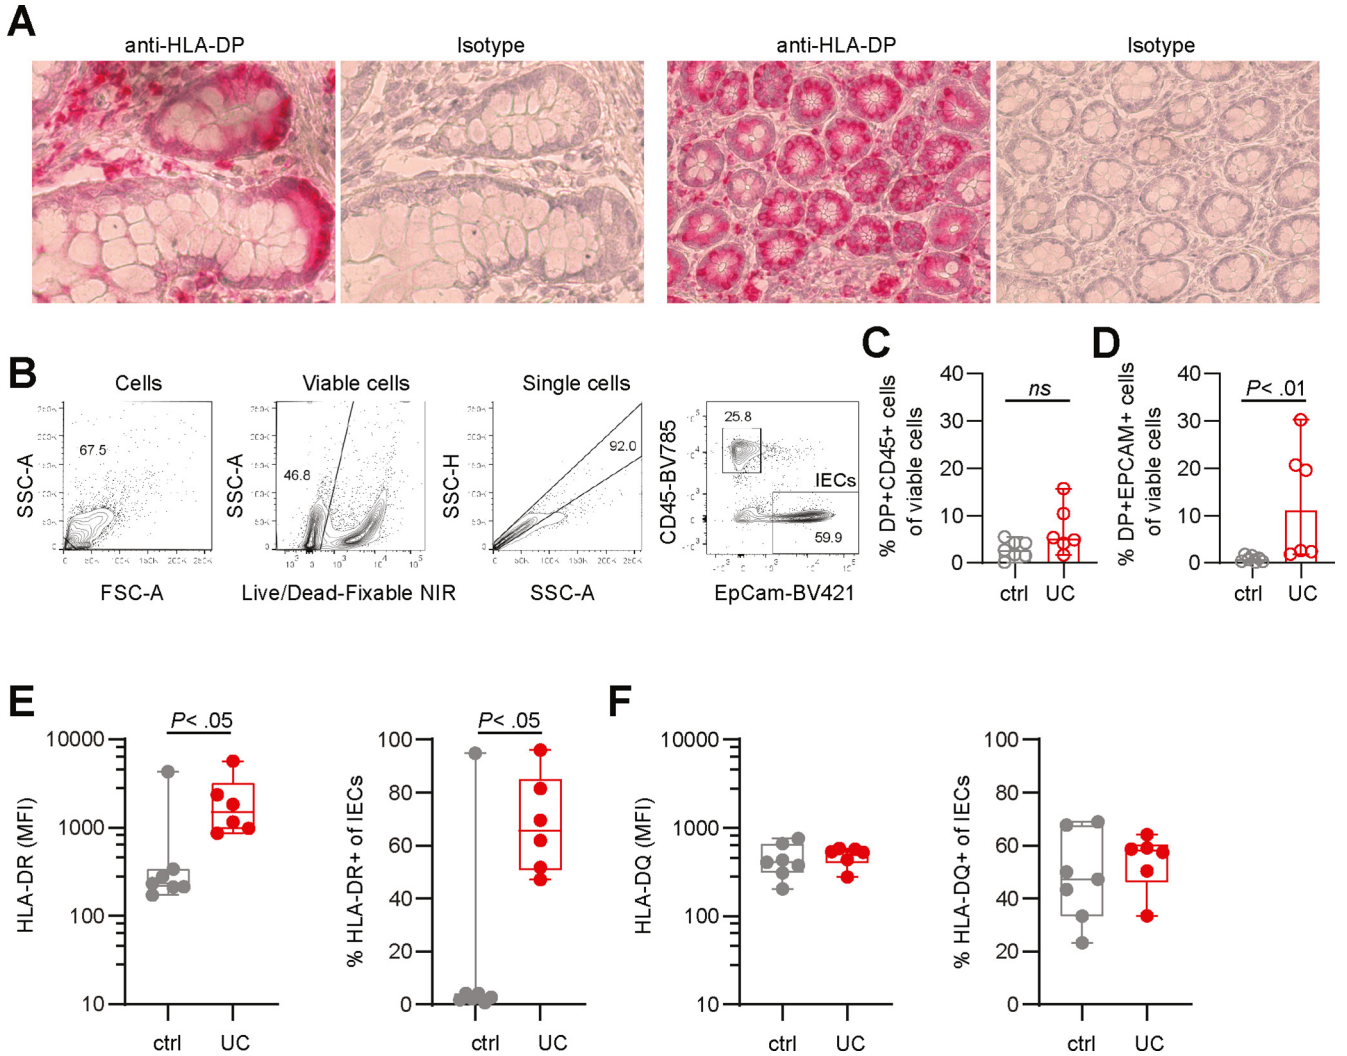 A
anti-HLA-DP
Isotype
anti-HLA-DP
Isotype
B
Cells
Viable cells
Single cells
67.5
46.8
92.0
25.8
IECs
59.9
SSC-A
SSC-A
SSC-H
CD45-BV785
FSC-A
Live/Dead-Fixable NIR
SSC-A
EpCam-BV421
C
% DP+CD45+ cells
of viable cells
40
30
20
10
0
ns
ctrl
UC
D
% DP+EPCAM+ cells
of viable cells
40
30
20
10
0
P< .01
ctrl
UC
E
HLA-DR (MFI)
10000
1000
100
10
P< .05
ctrl
UC
% HLA-DR+ of IECs
100
80
60
40
20
0
P< .05
ctrl
UC
F
HLA-DQ (MFI)
10000
1000
100
10
ctrl
UC
% HLA-DQ+ of IECs
100
80
60
40
20
0
ctrl
UC